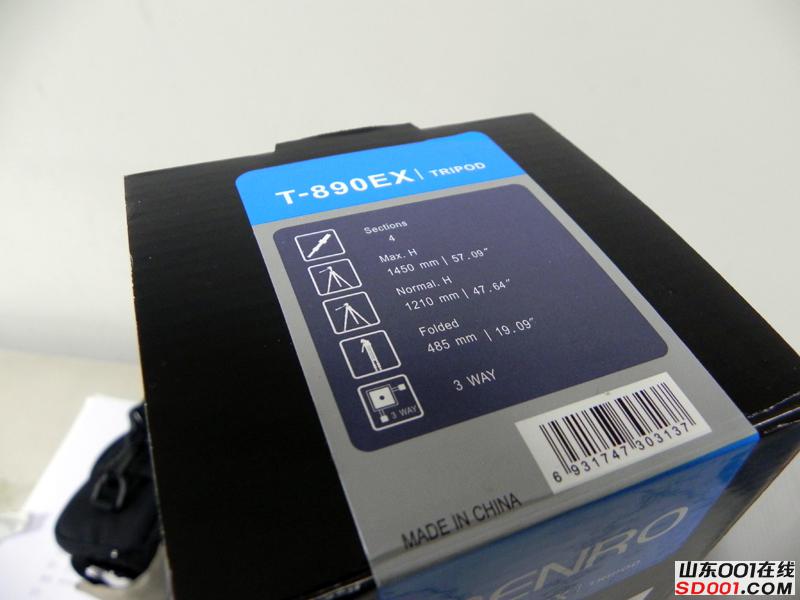 T-890EX | TRIPOD
Sections
4
Max. H
1450 mm | 57.09"
Normal. H
1210 mm | 47.64"
Folded
485 mm | 19.09"
3 WAY
3 WAY
6 931747 303137
MADE IN CHINA
BENRO
TRIPOD
山东001在线
SD001.COM